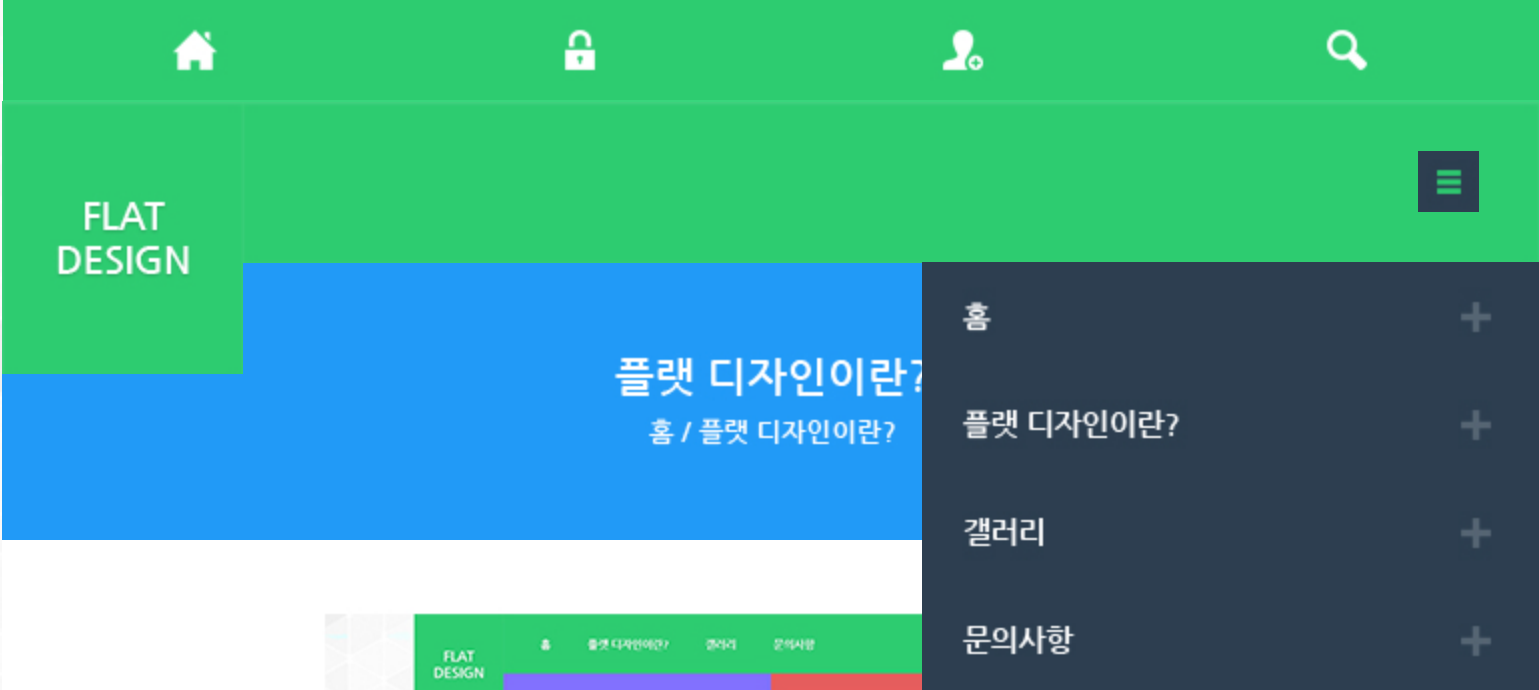 FLAT
DESIGN
플랫 디자인이란?
홈 / 플랫 디자인이란?
홈
플랫 디자인이란?
갤러리
문의사항
홈 플랫 디자인이란? 갤러리 문의사항
FLAT
DESIGN